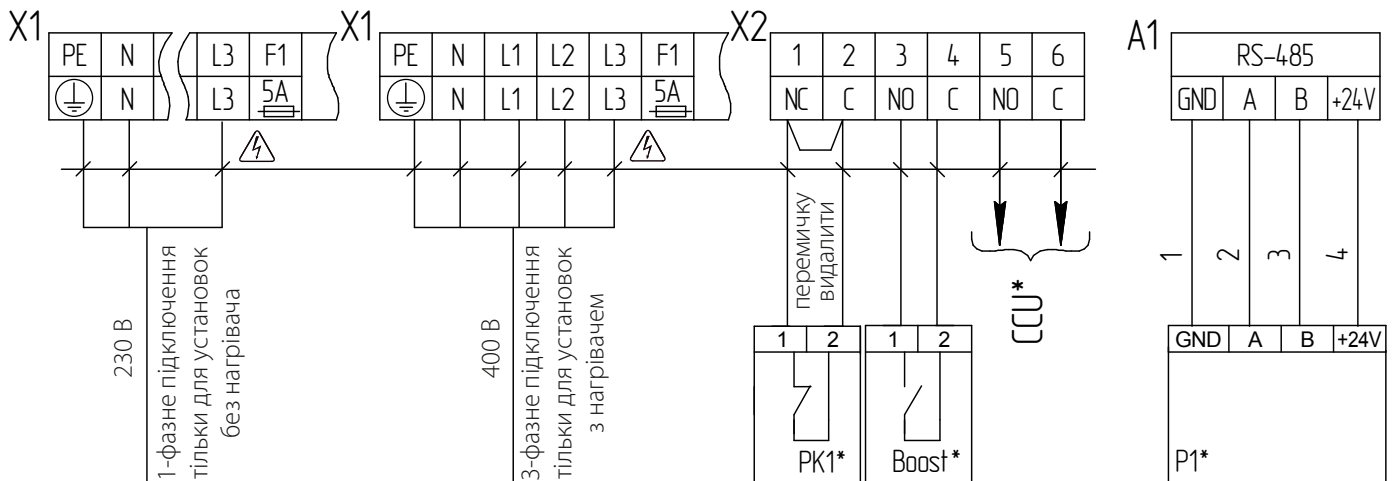 X1
PE N L3 F1
N L3 5A
230 В
1-фазне підключення
тільки для установок
без нагрівача
X1
PE N L1 L2 L3 F1
N L1 L2 L3 5A
400 В
3-фазне підключення
тільки для установок
з нагрівачем
X2
1 2 3 4 5 6
NC C NO C NO C
перемичку
видалити
1 2
PK1*
1 2
Boost*
CCU*
A1
RS-485
GND A B +24V
1 2 3 4
GND A B +24V
P1*